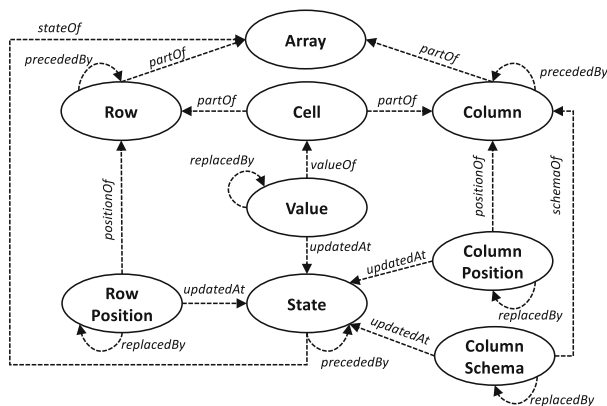 stateOf
Array
partOf
partOf
precededBy
precededBy
Row
partOf
Cell
partOf
Column
replacedBy
valueOf
positionOf
positionOf
schemaOf
Value
updatedAt
Column
Position
updatedAt
Row
Position
updatedAt
State
replacedBy
updatedAt
replacedBy
precededBy
Column
Schema
replacedBy